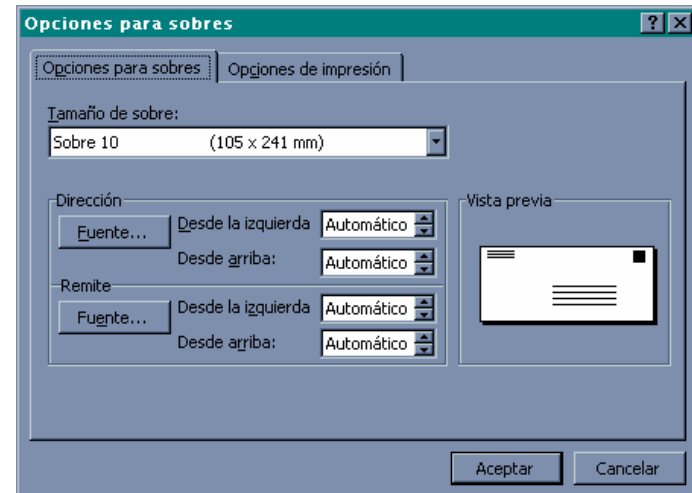 Opciones para sobres
Opciones para sobres Opciones de impresión
Tamaño de sobre:
Sobre 10 (105 x 241 mm)
Dirección
Fuente...
Desde la izquierda Automático
Desde arriba: Automático
Remite
Fuente...
Desde la izquierda Automático
Desde arriba: Automático
Vista previa
Aceptar Cancelar